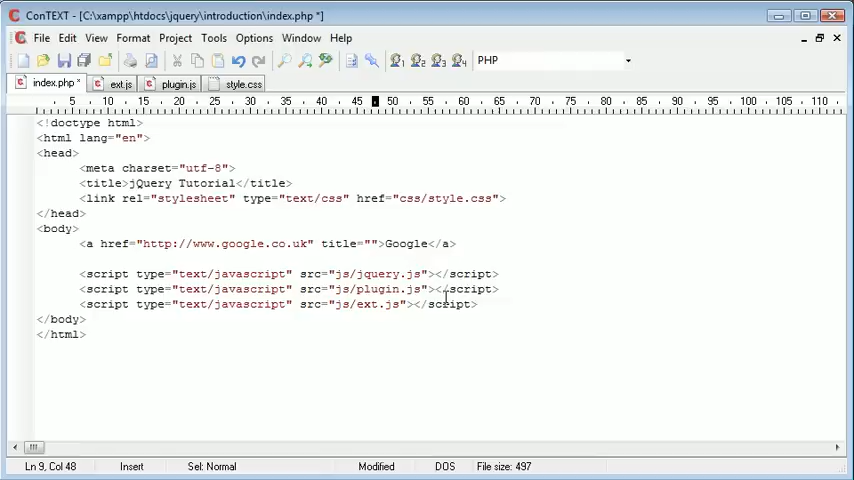 ConTEXT - [C:\xampp\htdocs\jquery\introduction\index.php *]
File Edit View Format Project Tools Options Window Help
1 2 3 4 PHP
index.php * ext.js plugin.js style.css
5 10 15 20 25 30 35 40 45 50 55 60 65 70 75 80 85 90 95 100 105 110
<!doctype html>
<html lang="en">
<head>
<meta charset="utf-8">
<title>jQuery Tutorial</title>
<link rel="stylesheet" type="text/css" href="css/style.css">
</head>
<body>
<a href="http://www.google.co.uk" title="">Google</a>
<script type="text/javascript" src="js/jquery.js"></script>
<script type="text/javascript" src="js/plugin.js"></script>
<script type="text/javascript" src="js/ext.js"></script>
</body>
</html>
Ln 9, Col 48 Insert Sel: Normal Modified DOS File size: 497